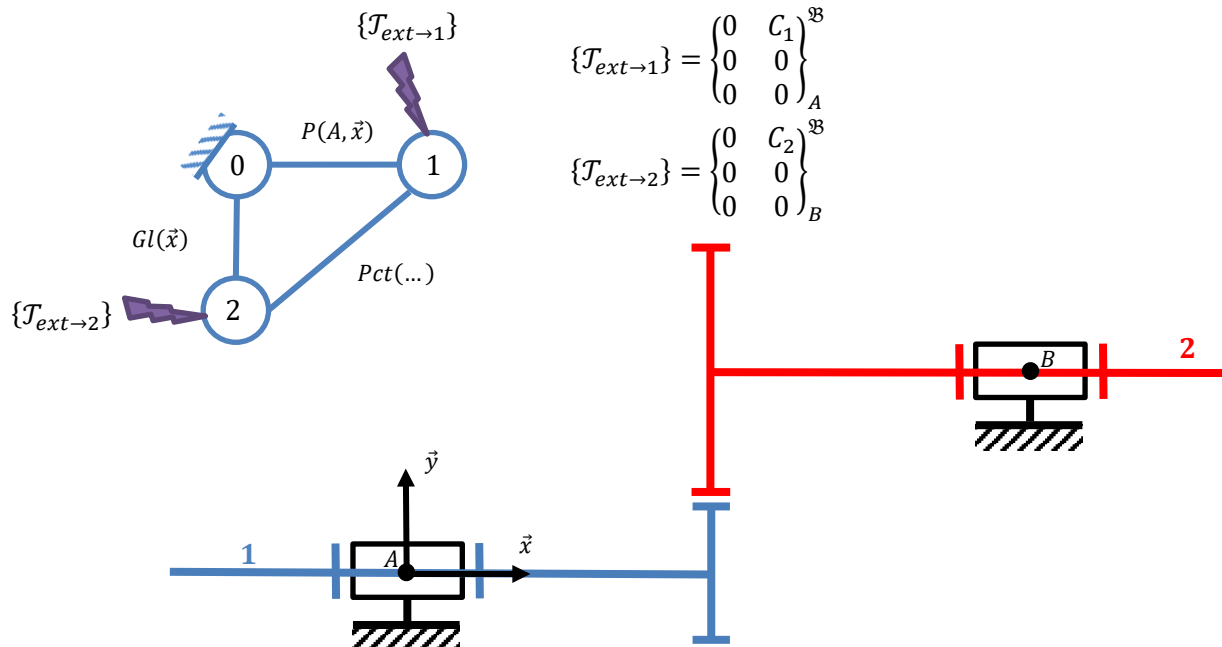 {𝒯ext→1}
{𝒯ext→1} = {0 C1
0 0
0 0}A 𝔅
P(A, x⃗)
0
1
{𝒯ext→2} = {0 C2
0 0
0 0}B 𝔅
Gl(x⃗)
Pct(…)
{𝒯ext→2}
2
B
2
y⃗
1
A
x⃗